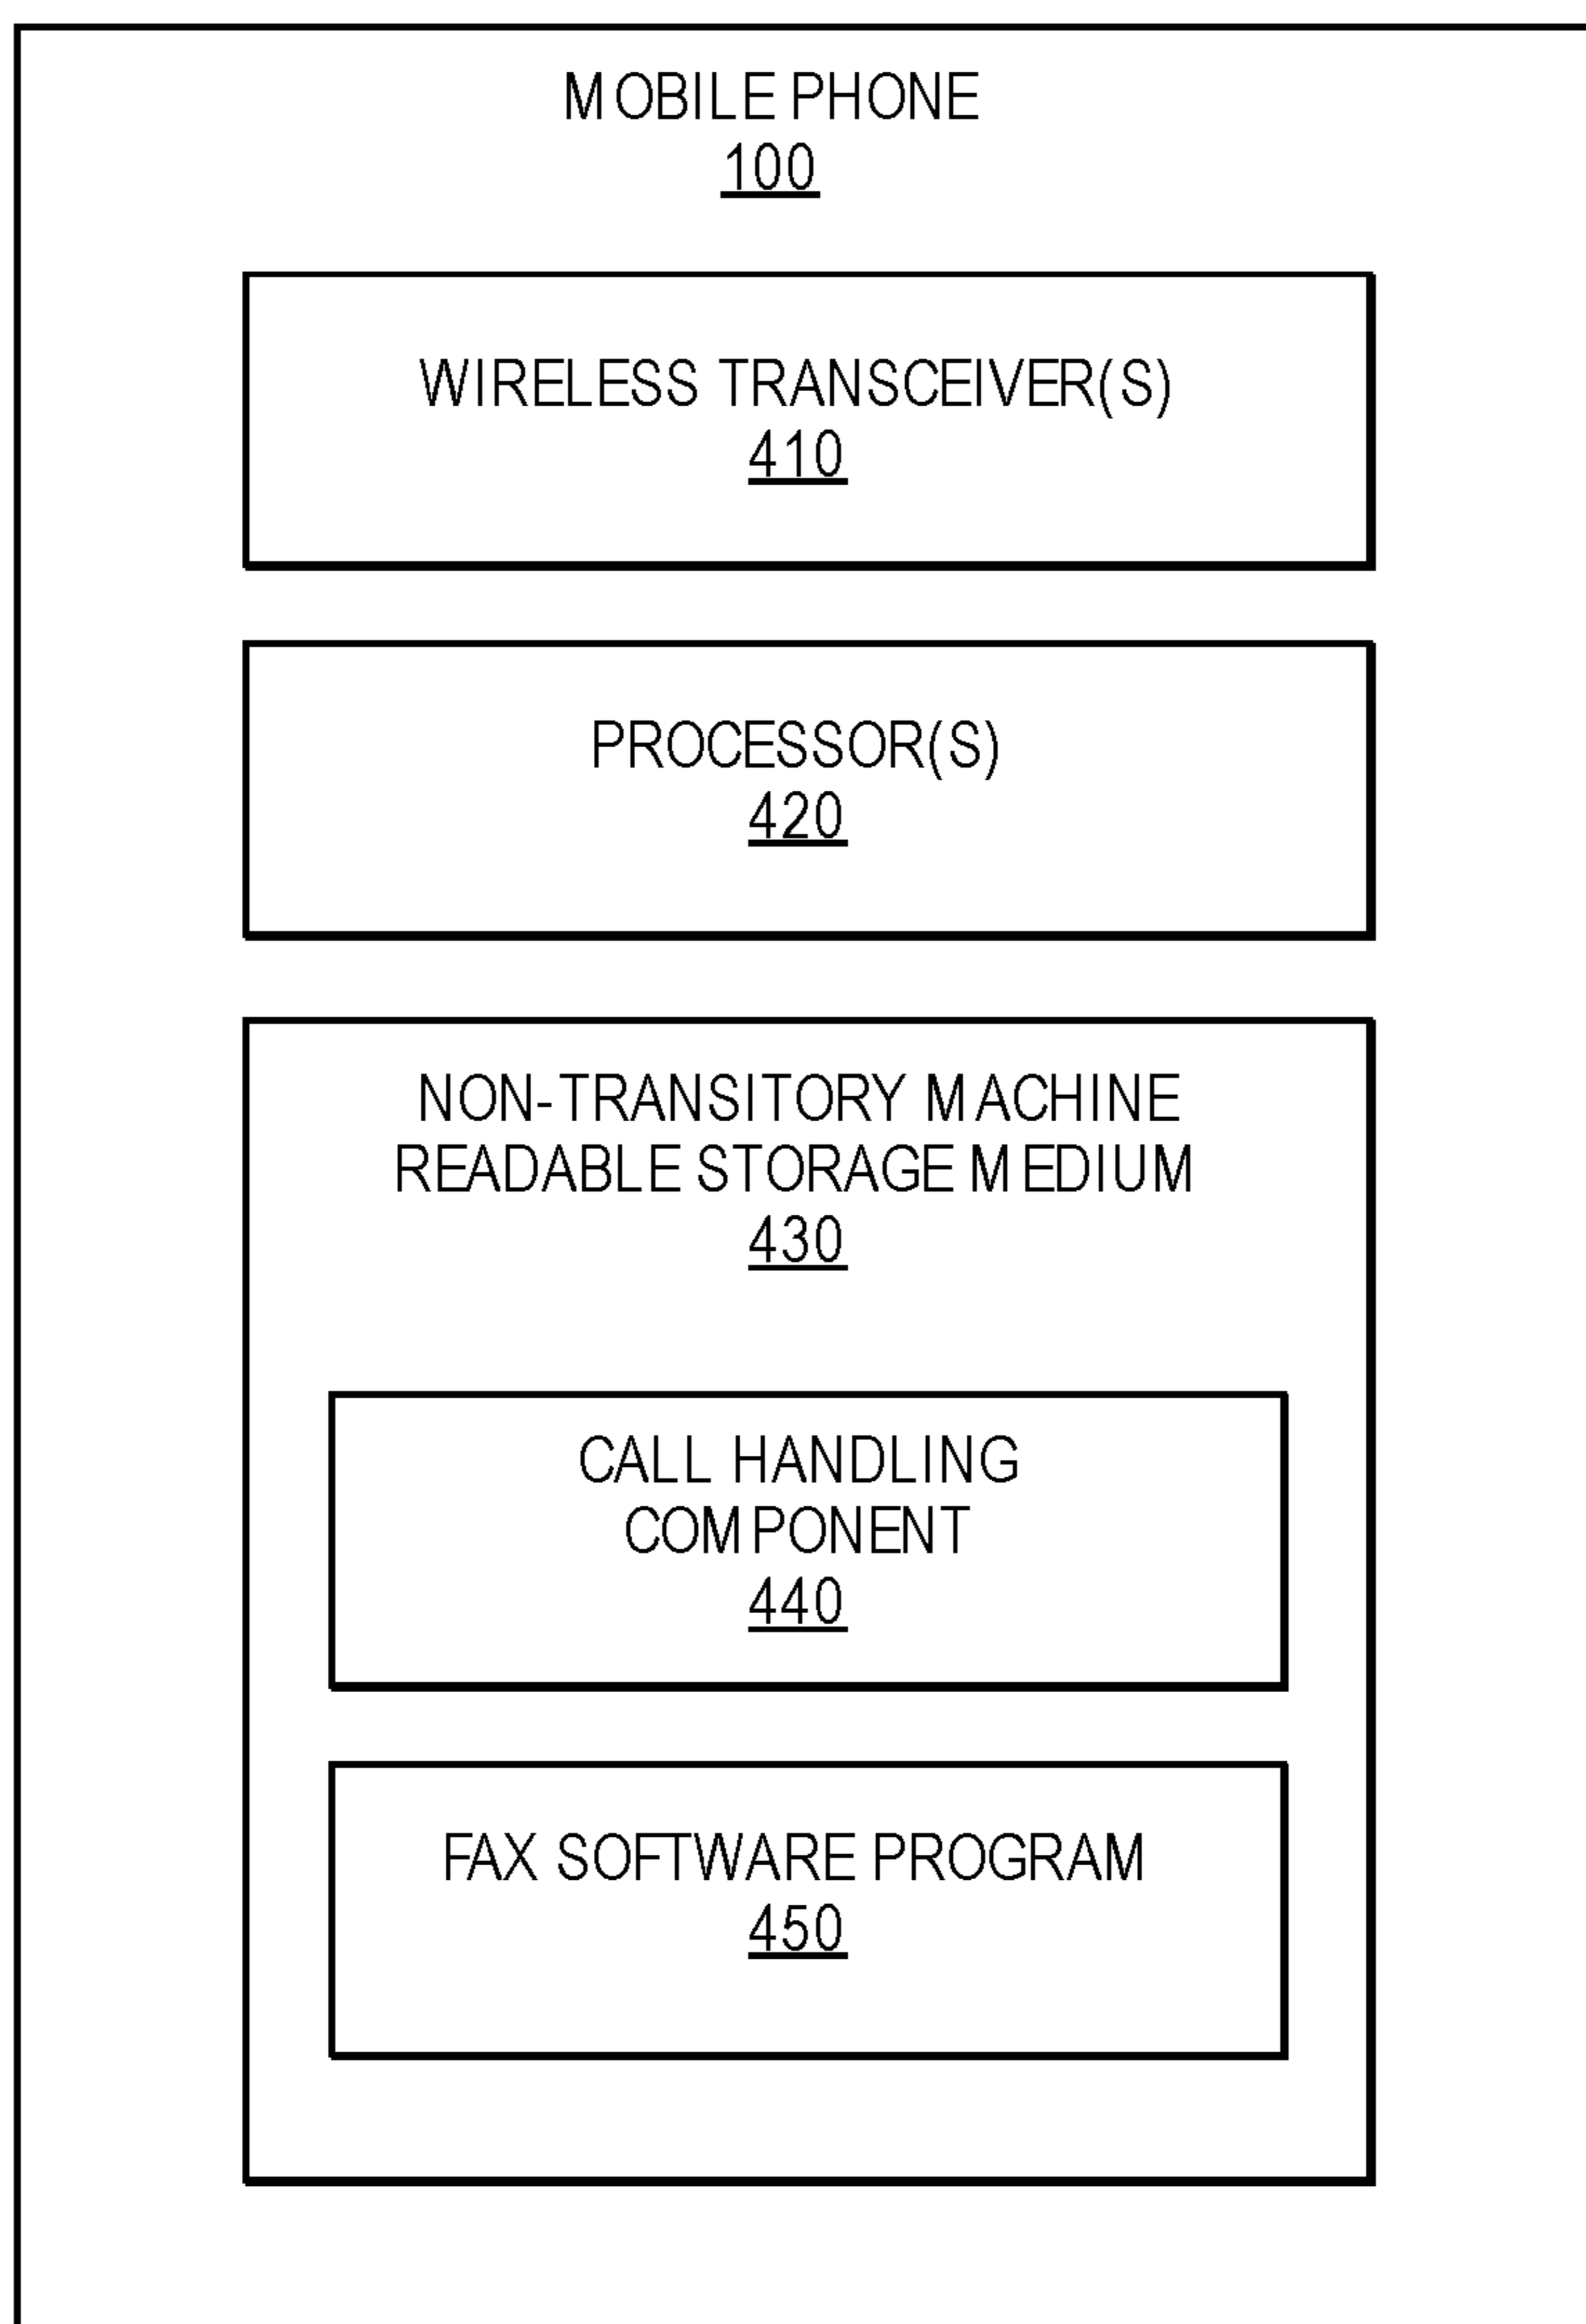 MOBILE PHONE
100
WIRELESS TRANSCEIVER(S)
410
PROCESSOR(S)
420
NON-TRANSITORY MACHINE
READABLE STORAGE MEDIUM
430
CALL HANDLING
COMPONENT
440
FAX SOFTWARE PROGRAM
450